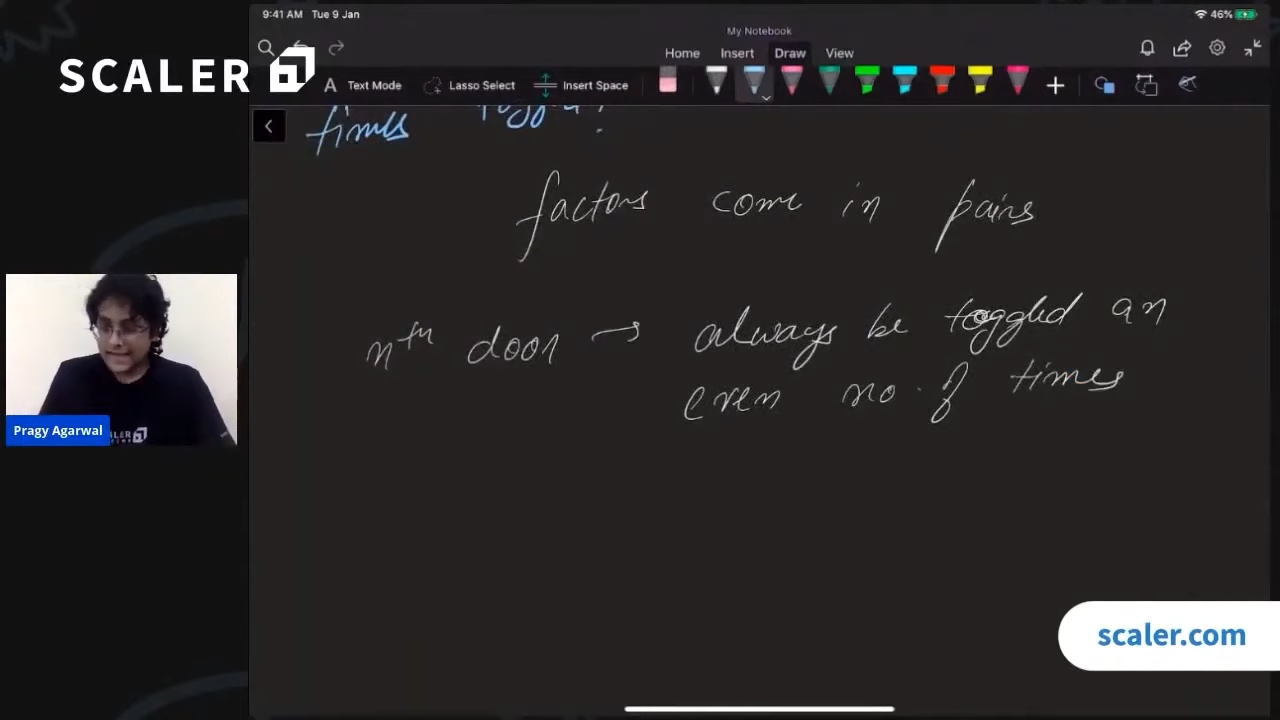 9:41 AM Tue 9 Jan
46%
My Notebook
Home Insert Draw View
SCALER
Text Mode Lasso Select Insert Space
times
factors come in pairs
nth door → always be toggled an
even no. of times
Pragy Agarwal
scaler.com